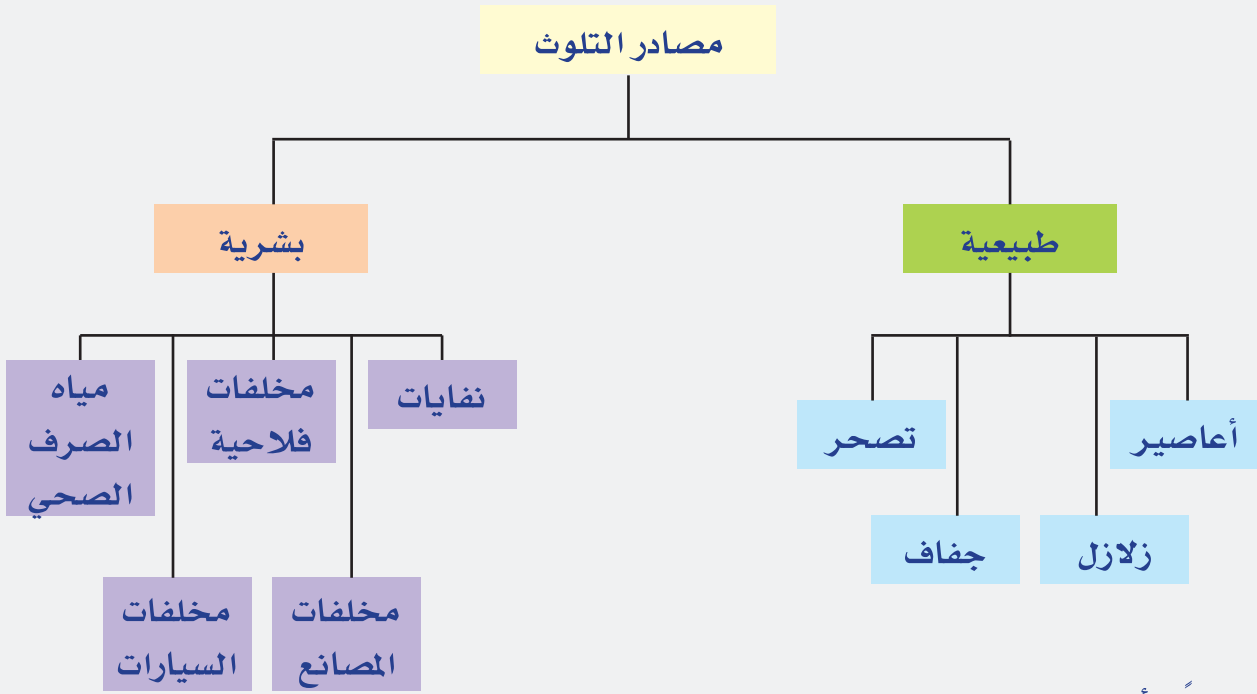 مصادر التلوث
طبيعية
أعاصير
زلازل
جفاف
تصحر
بشرية
نفايات
مخلفات
المصانع
مخلفات
فلاحية
مخلفات
السيارات
مياه
الصرف
الصحي